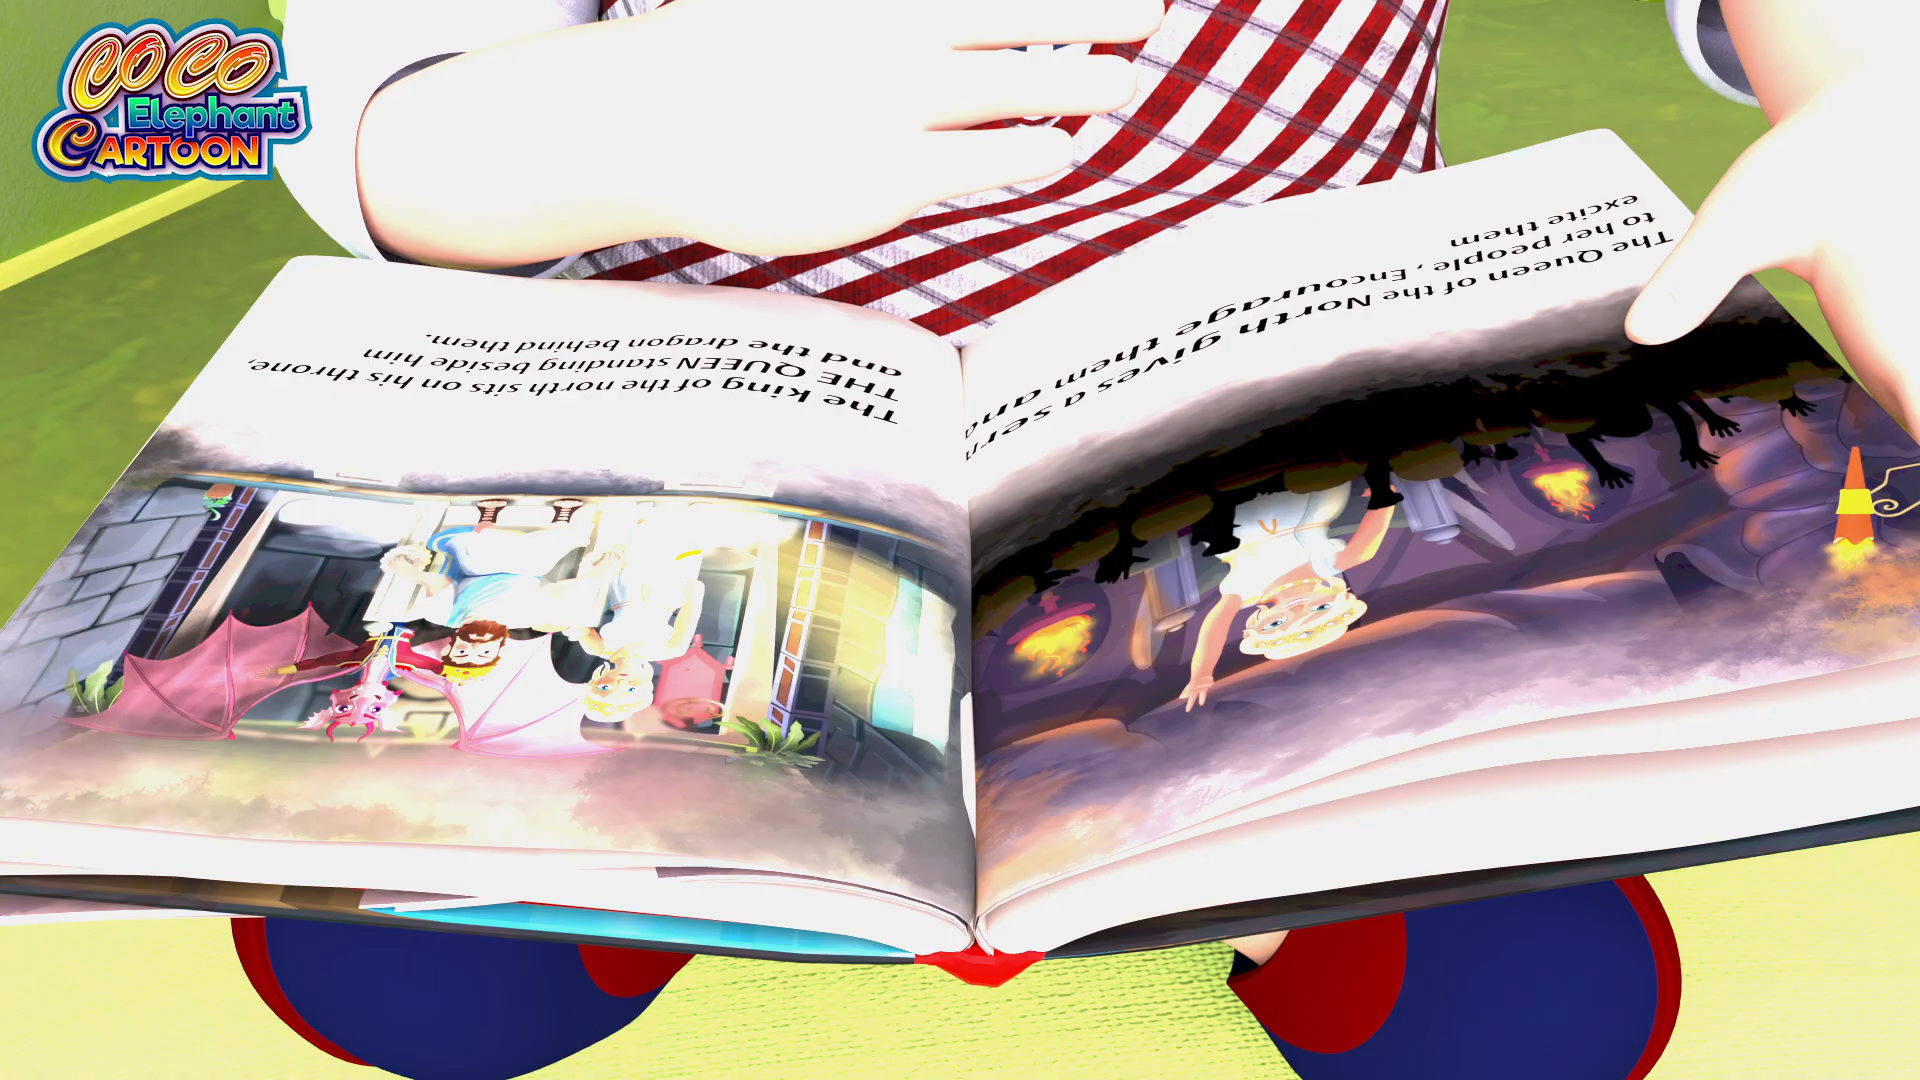 COCO
Elephant
CARTOON
The king of the north sits on his throne,
THE QUEEN standing beside him
and the dragon behind them.
The Queen of the North gives a
to her people, Encourage them
excite them